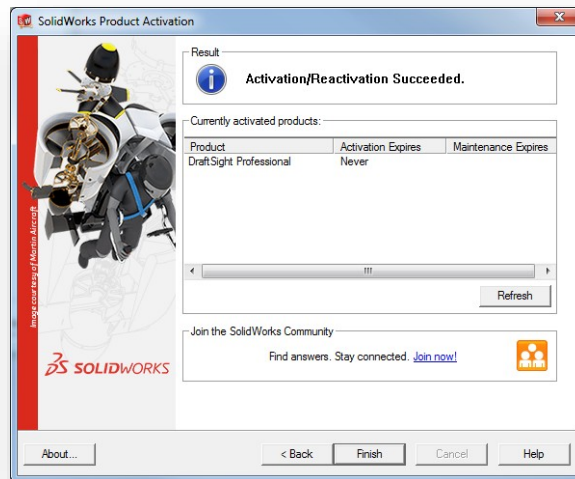 SolidWorks Product Activation
Result
Activation/Reactivation Succeeded.
Currently activated products:
Product Activation Expires Maintenance Expires
DraftSight Professional Never
Refresh
Join the SolidWorks Community
Find answers. Stay connected. Join now!
Image courtesy of Martin Aircraft
SOLIDWORKS
About... < Back Finish Cancel Help